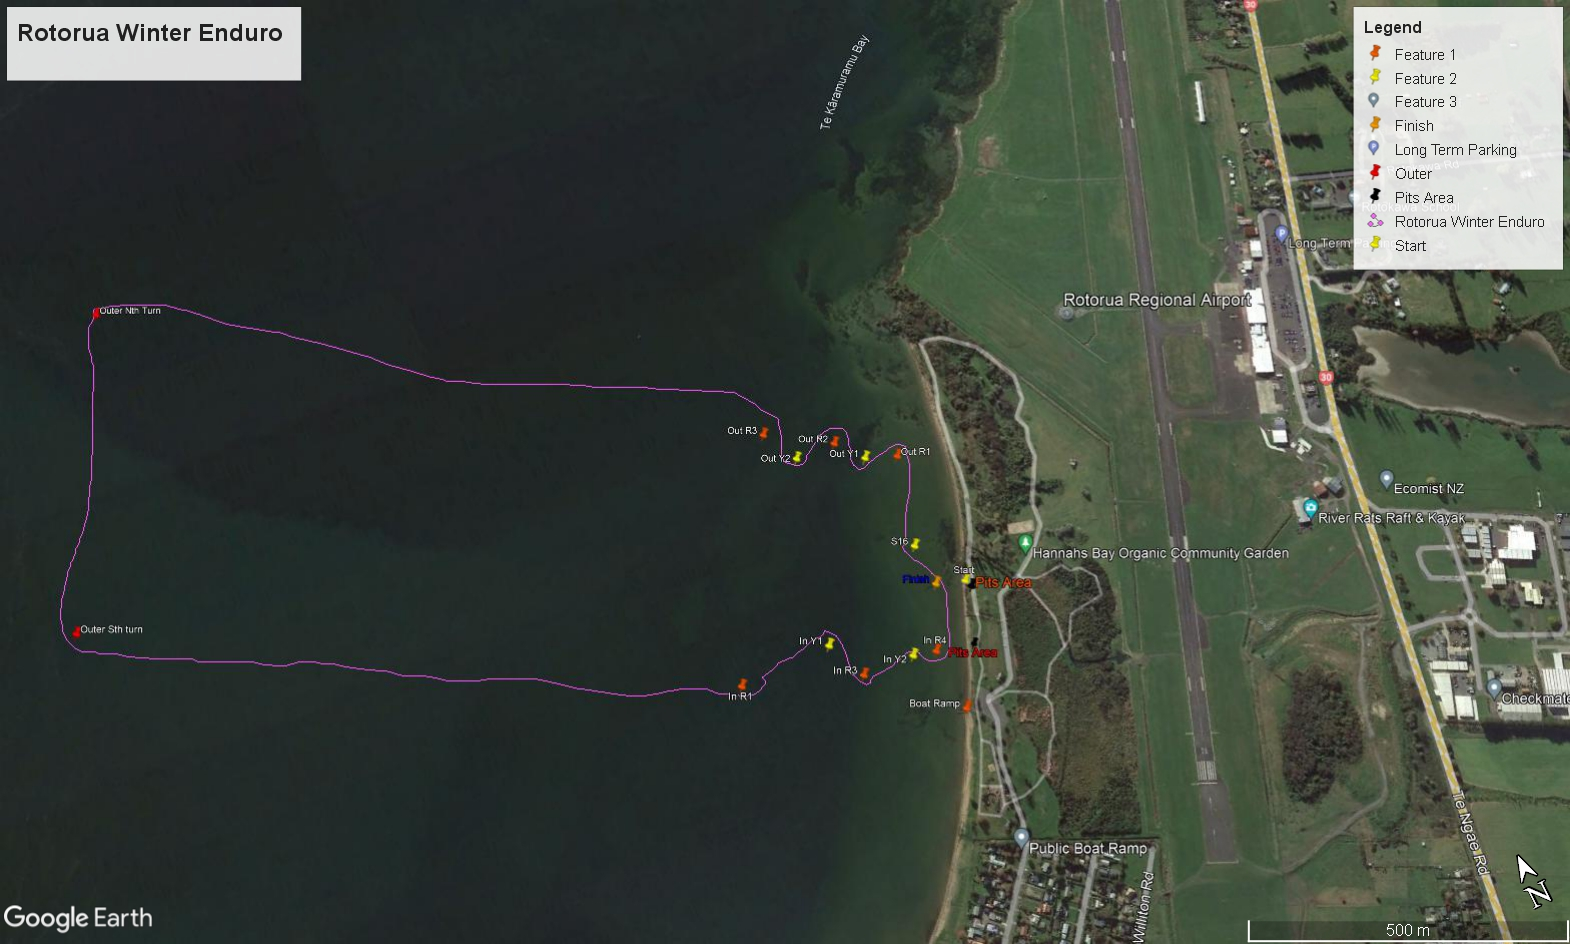 Rotorua Winter Enduro
Legend
Feature 1
Feature 2
Feature 3
Finish
Long Term Parking
Outer
Pits Area
Rotorua Winter Enduro
Start
30
Te Kāramuramu Bay
Long Term
Rotorua Regional Airport
Outer Nth Turn
30
Out R3
Out R2
Out Y2
Out Y1
Out R1
Ecomist NZ
River Rats Raft & Kayak
S16
Hannahs Bay Organic Community Garden
Start
Finish
Pits Area
Outer Sth turn
In Y1
In R4
Pits Area
In Y2
In R3
In R1
Boat Ramp
Checkmate
Te Ngae Rd
Public Boat Ramp
Williton Rd
N
Google Earth
500 m